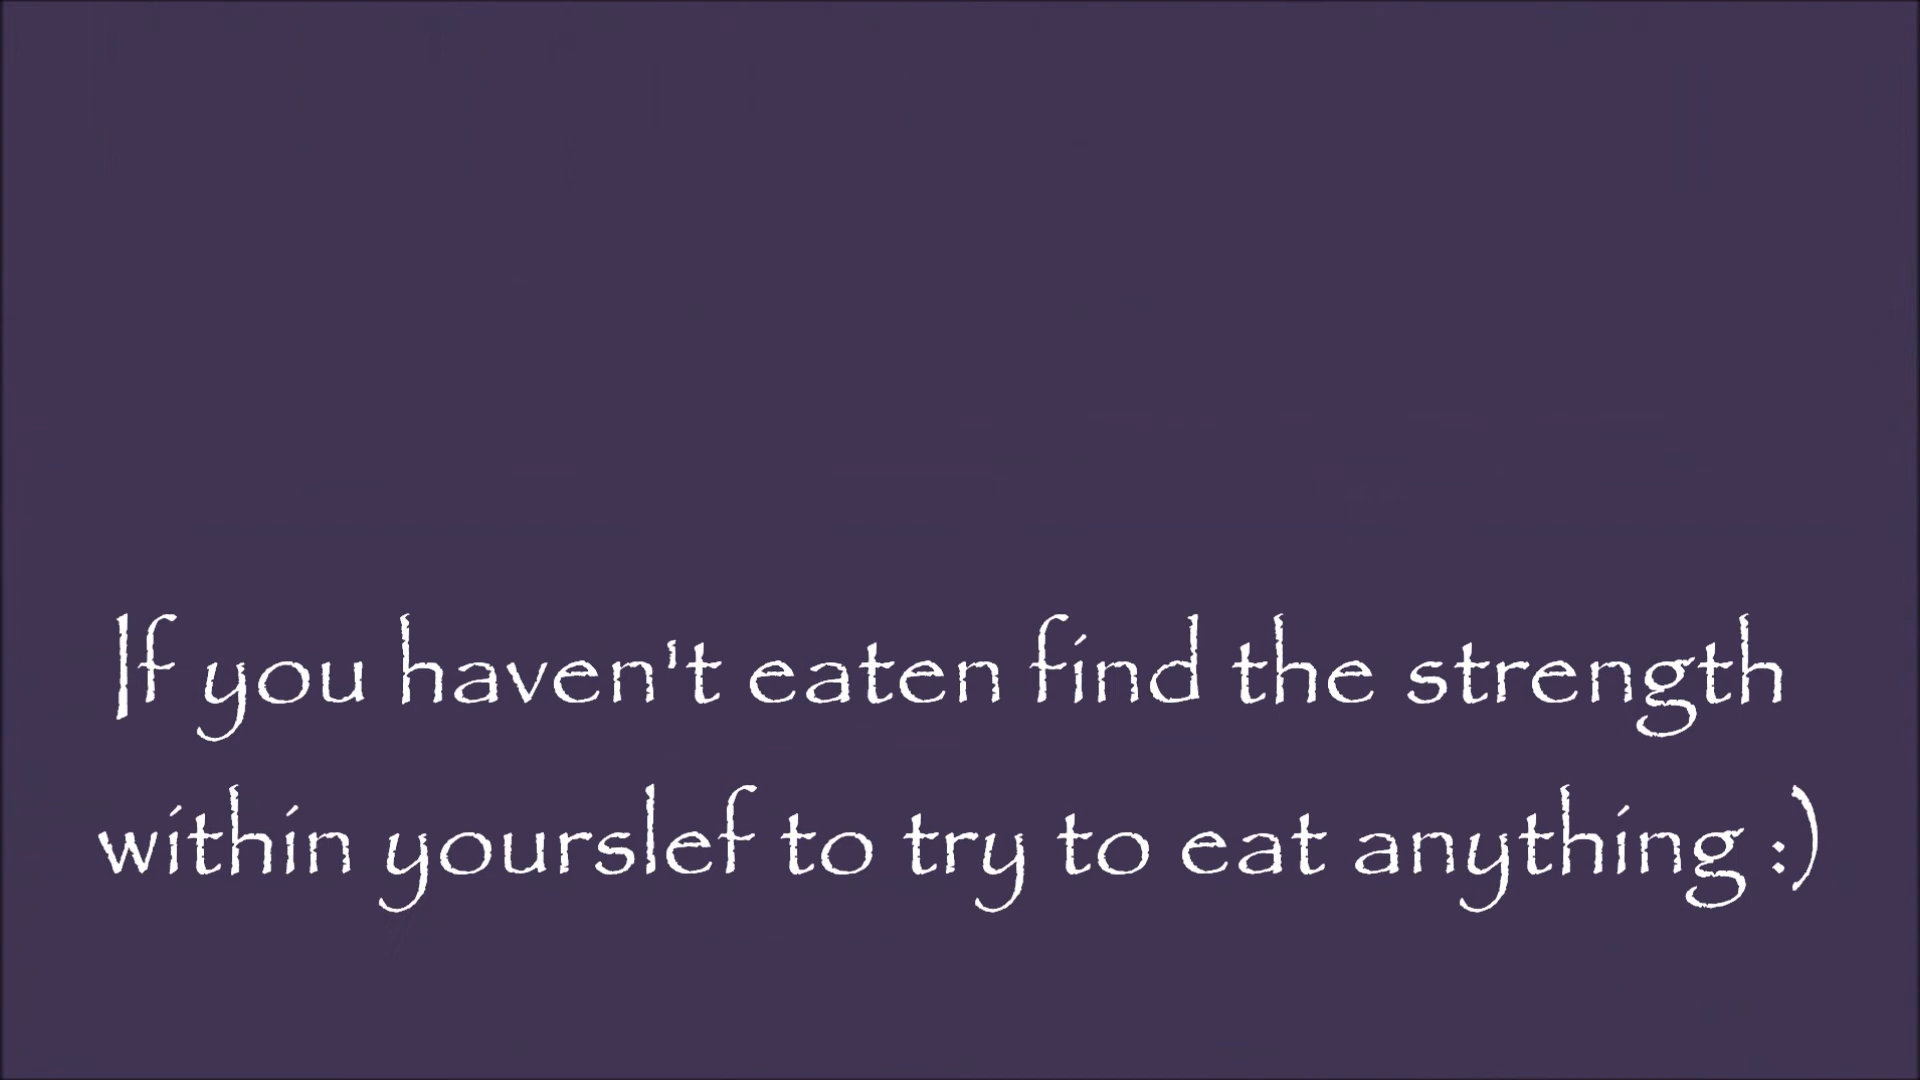 If you haven't eaten find the strength
within yourslef to try to eat anything :)